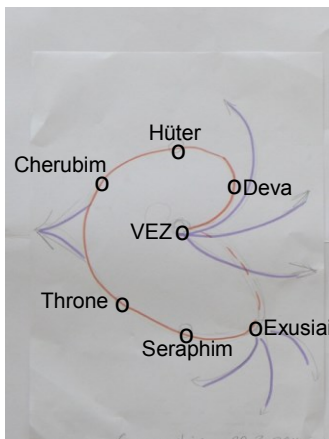 Hüter
Cherubim
Deva
VEZ
Throne
Exusiai
Seraphim